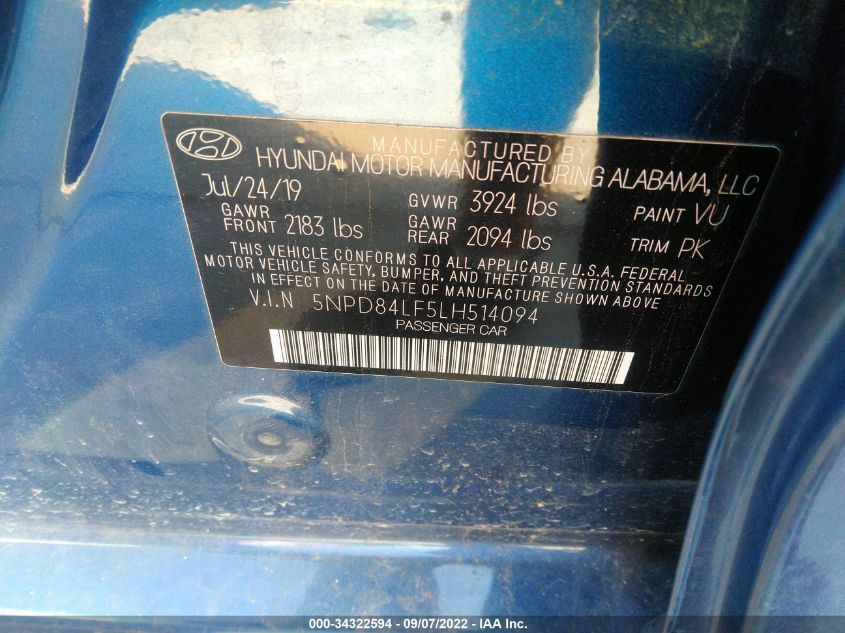 MANUFACTURED BY
HYUNDAI MOTOR MANUFACTURING ALABAMA, LLC
Jul/24/19 GVWR 3924 lbs PAINT VU
GAWR FRONT 2183 lbs GAWR REAR 2094 lbs TRIM PK
THIS VEHICLE CONFORMS TO ALL APPLICABLE U.S.A. FEDERAL
MOTOR VEHICLE SAFETY, BUMPER, AND THEFT PREVENTION STANDARDS
IN EFFECT ON THE DATE OF MANUFACTURE SHOWN ABOVE.
V.I.N 5NPD84LF5LH514094
PASSENGER CAR
000-34322594 - 09/07/2022 - IAA Inc.